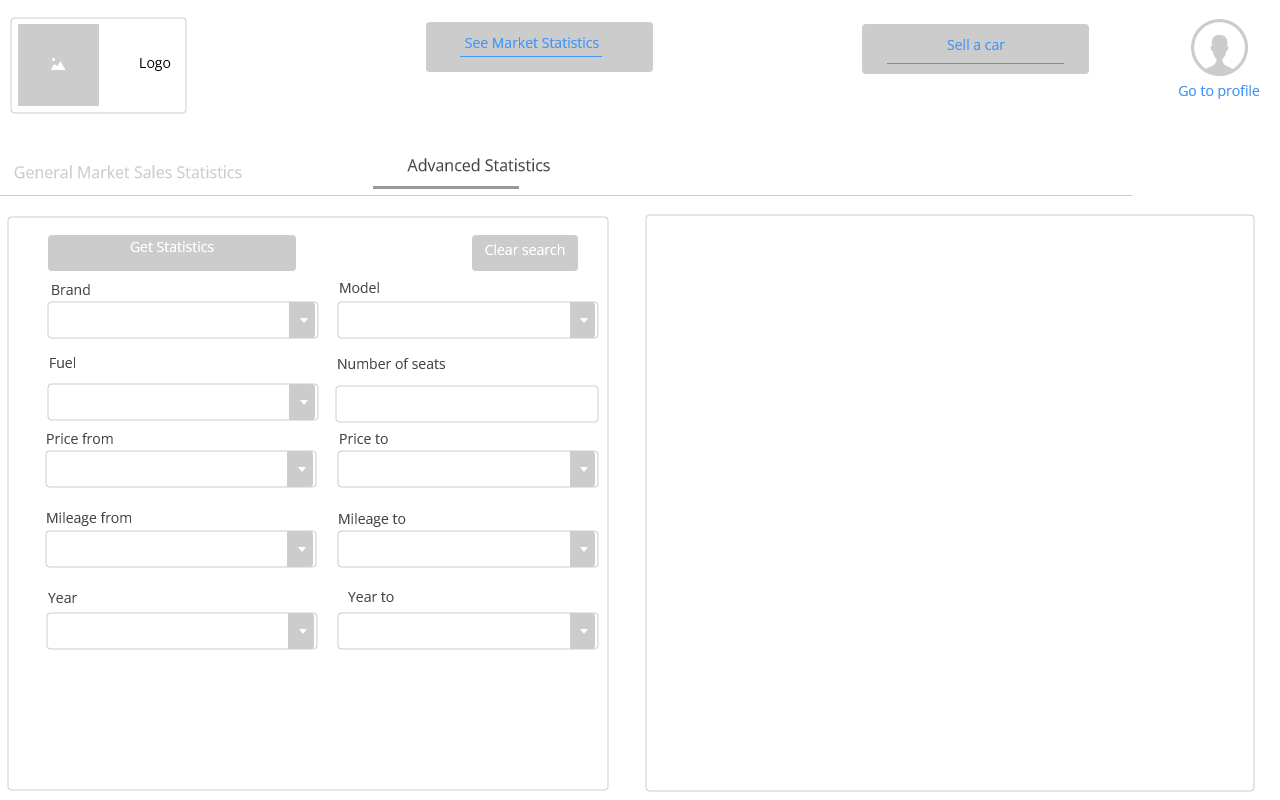 Logo
See Market Statistics
Sell a car
Go to profile
General Market Sales Statistics
Advanced Statistics
Get Statistics
Clear search
Brand
Model
Fuel
Number of seats
Price from
Price to
Mileage from
Mileage to
Year
Year to